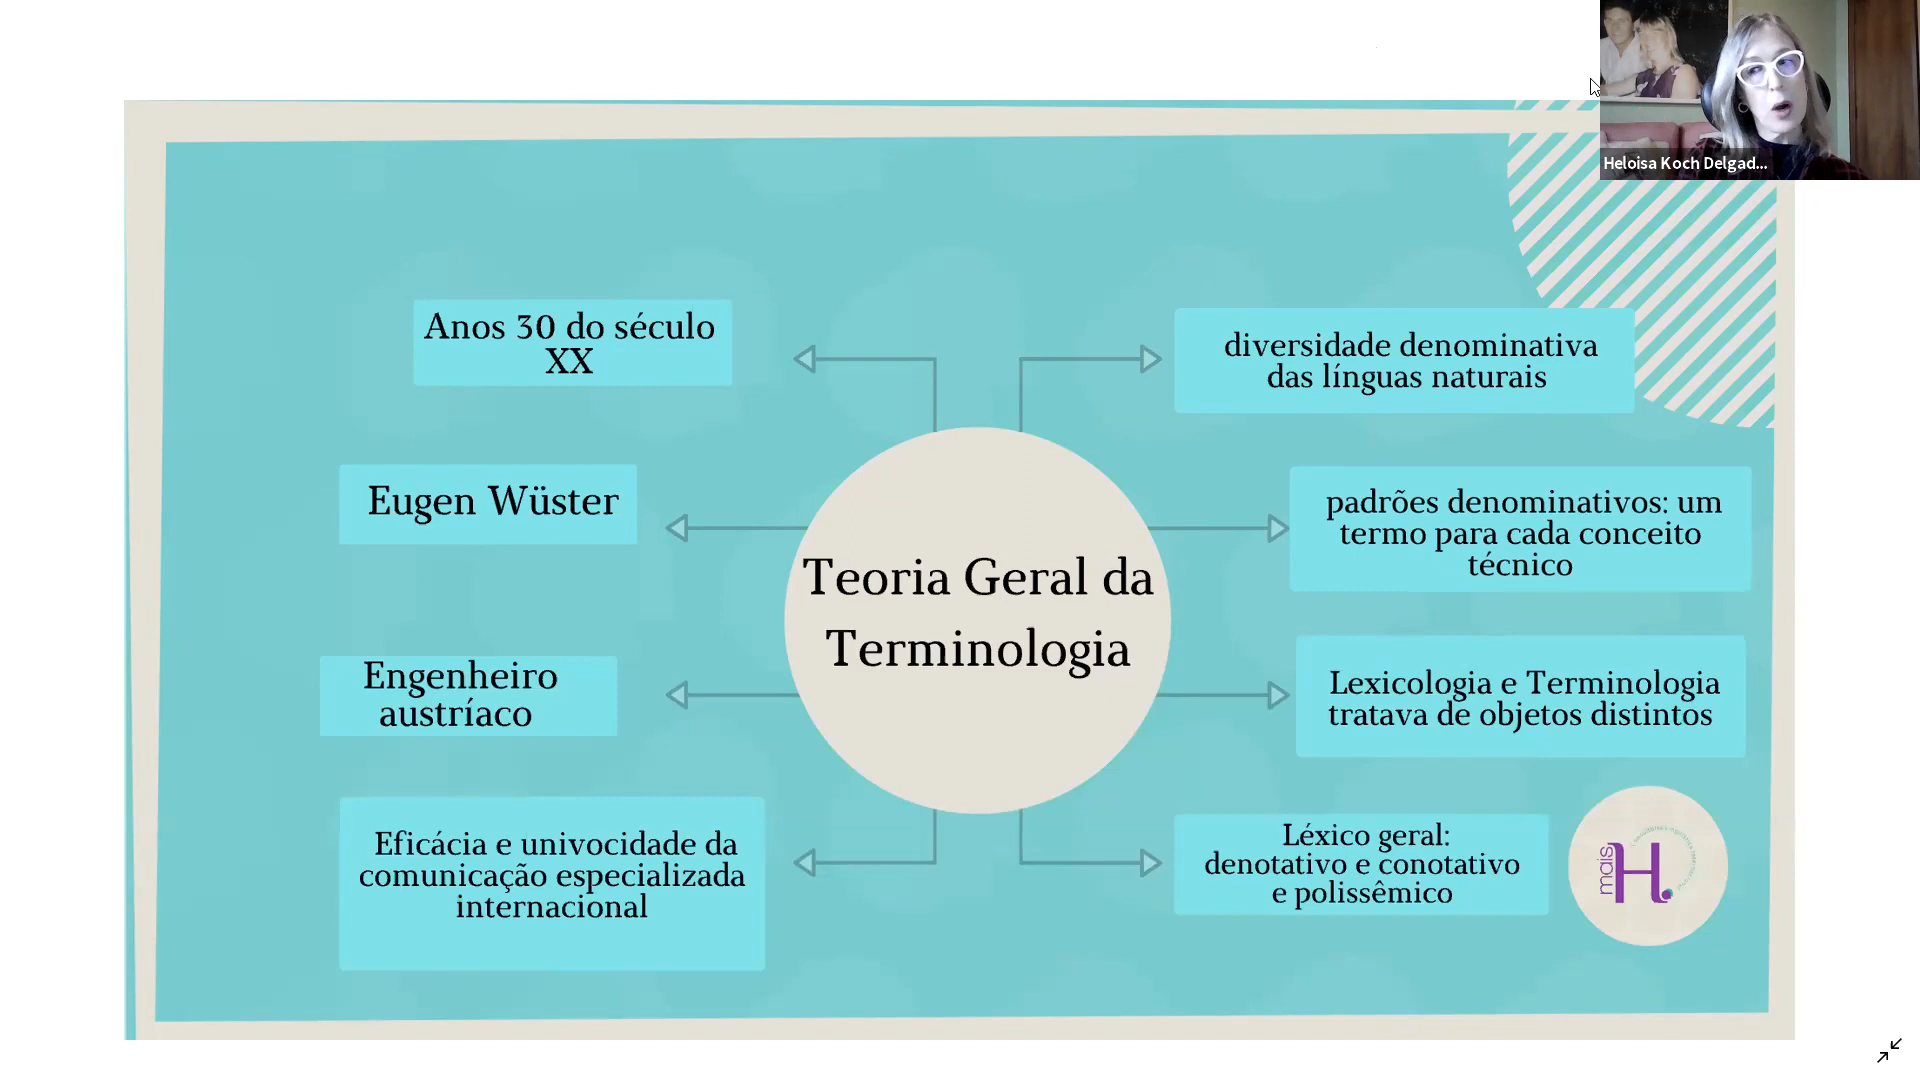 Heloisa Koch Delgad...
Anos 30 do século
XX
Eugen Wüster
Engenheiro
austríaco
Eficácia e univocidade da
comunicação especializada
internacional
Teoria Geral da
Terminologia
diversidade denominativa
das línguas naturais
padrões denominativos: um
termo para cada conceito
técnico
Lexicologia e Terminologia
tratava de objetos distintos
Léxico geral:
denotativo e conotativo
e polissêmico
mais
H